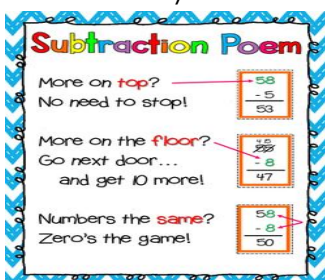 Subtraction Poem
More on top?
No need to stop!
58
- 5
53
More on the floor?
Go next door...
and get 10 more!
- 8
47
Numbers the same?
Zero's the game!
58
- 8
50